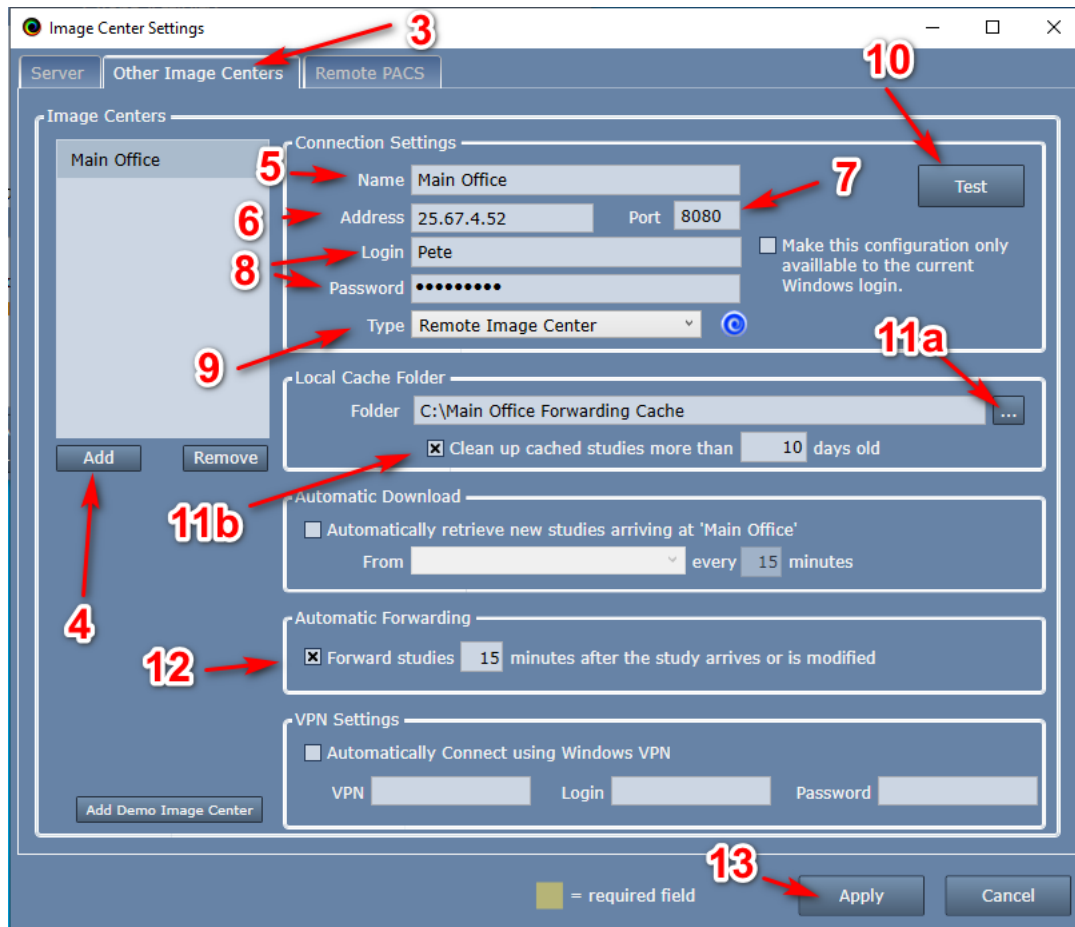 Image Center Settings
3
Server Other Image Centers Remote PACS
10
Image Centers
Main Office
Connection Settings
5 Name Main Office
7
Test
6 Address 25.67.4.52 Port 8080
8 Login Pete
Make this configuration only
availlable to the current
Windows login.
Password •••••••••
9 Type Remote Image Center
11a
Local Cache Folder
Folder C:\Main Office Forwarding Cache ...
Clean up cached studies more than 10 days old
Add Remove
11b
Automatic Download
Automatically retrieve new studies arriving at 'Main Office'
From every 15 minutes
4
Automatic Forwarding
12 Forward studies 15 minutes after the study arrives or is modified
VPN Settings
Automatically Connect using Windows VPN
VPN Login Password
Add Demo Image Center
13
= required field Apply Cancel